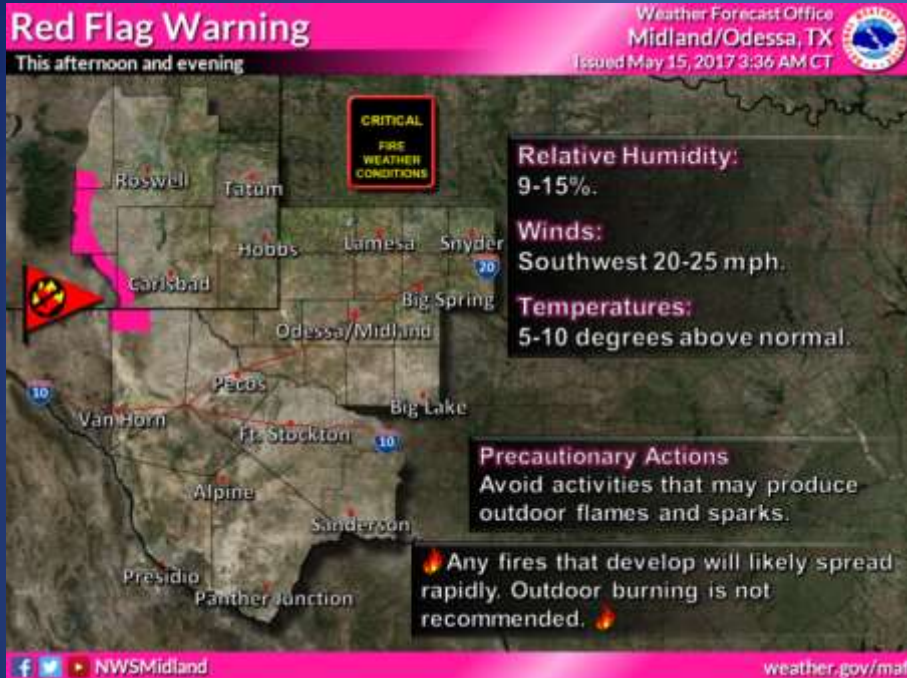 Red Flag Warning
This afternoon and evening
Weather Forecast Office
Midland/Odessa, TX
Issued May 15, 2017 3:36 AM CT
CRITICAL
FIRE
WEATHER
CONDITIONS
Relative Humidity:
9-15%.
Winds:
Southwest 20-25 mph.
Temperatures:
5-10 degrees above normal.
Roswell
Tatum
Hobbs
Lamesa
Snyder
20
Carlsbad
Big Spring
Odessa/Midland
Pecos
10
Van Horn
Big Lake
Ft. Stockton
10
Alpine
Sanderson
Presidio
Panther Junction
Precautionary Actions
Avoid activities that may produce
outdoor flames and sparks.
Any fires that develop will likely spread
rapidly. Outdoor burning is not
recommended.
NWSMidland
weather.gov/maf